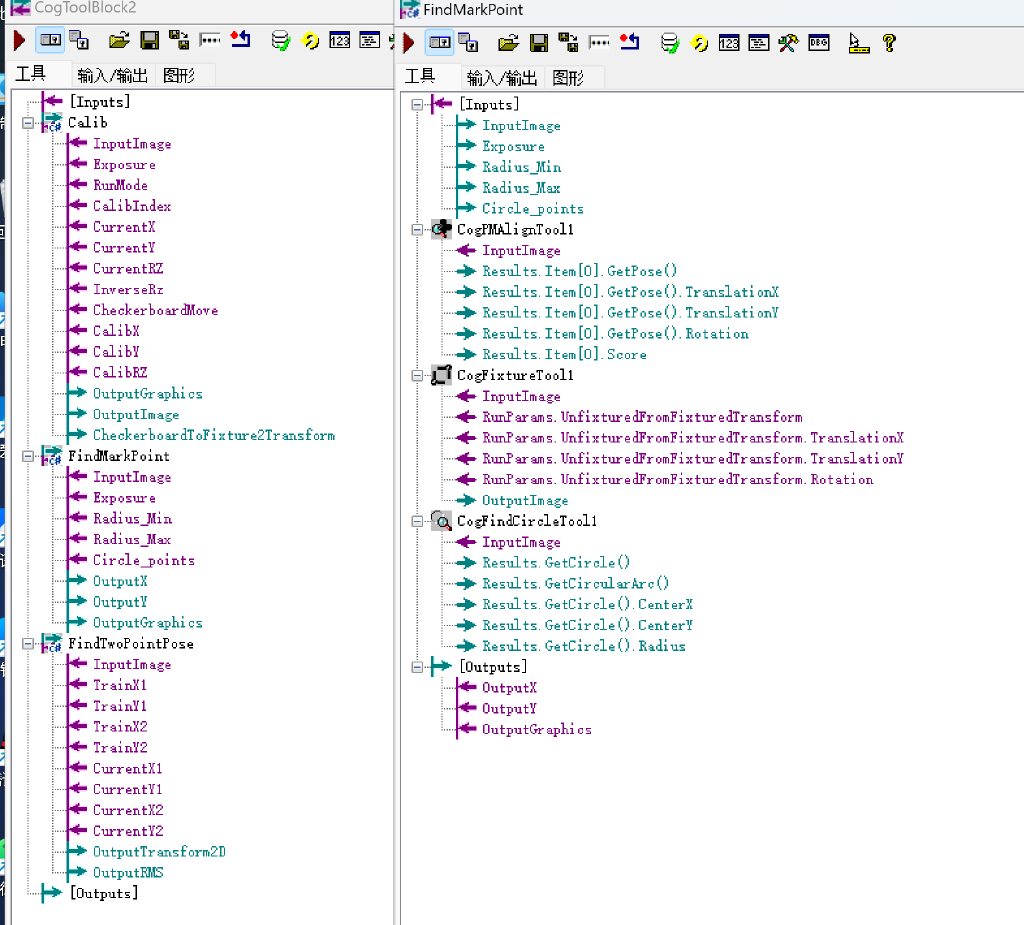 CogToolBlock2
工具
输入/输出
图形
[Inputs]
Calib
InputImage
Exposure
RunMode
CalibIndex
CurrentX
CurrentY
CurrentRZ
InverseRz
CheckerboardMove
CalibX
CalibY
CalibRZ
OutputGraphics
OutputImage
CheckerboardToFixture2Transform
FindMarkPoint
InputImage
Exposure
Radius_Min
Radius_Max
Circle_points
OutputX
OutputY
OutputGraphics
FindTwoPointPose
InputImage
TrainX1
TrainY1
TrainX2
TrainY2
CurrentX1
CurrentY1
CurrentX2
CurrentY2
OutputTransform2D
OutputRMS
[Outputs]
FindMarkPoint
工具
输入/输出
图形
[Inputs]
InputImage
Exposure
Radius_Min
Radius_Max
Circle_points
CogPMAlignTool1
InputImage
Results.Item[0].GetPose()
Results.Item[0].GetPose().TranslationX
Results.Item[0].GetPose().TranslationY
Results.Item[0].GetPose().Rotation
Results.Item[0].Score
CogFixtureTool1
InputImage
RunParams.UnfixturedFromFixturedTransform
RunParams.UnfixturedFromFixturedTransform.TranslationX
RunParams.UnfixturedFromFixturedTransform.TranslationY
RunParams.UnfixturedFromFixturedTransform.Rotation
OutputImage
CogFindCircleTool1
InputImage
Results.GetCircle()
Results.GetCircularArc()
Results.GetCircle().CenterX
Results.GetCircle().CenterY
Results.GetCircle().Radius
[Outputs]
OutputX
OutputY
OutputGraphics